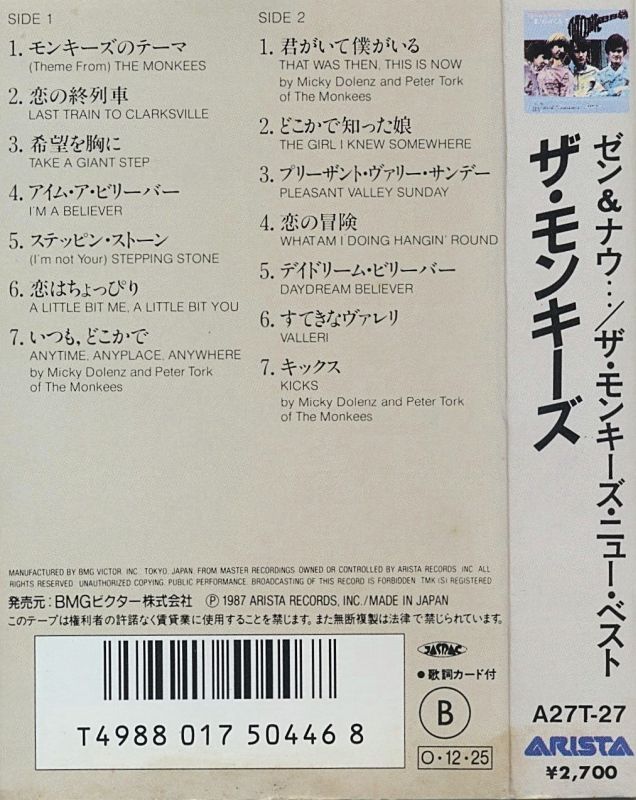 SIDE 1
1. モンキーズのテーマ
(Theme From) THE MONKEES
2. 恋の終列車
LAST TRAIN TO CLARKSVILLE
3. 希望を胸に
TAKE A GIANT STEP
4. アイム・ア・ビリーバー
I'M A BELIEVER
5. ステッピン・ストーン
(I'm not Your) STEPPING STONE
6. 恋はちょっぴり
A LITTLE BIT ME, A LITTLE BIT YOU
7. いつも,どこかで
ANYTIME, ANYPLACE, ANYWHERE
by Micky Dolenz and Peter Tork
of The Monkees
SIDE 2
1. 君がいて僕がいる
THAT WAS THEN, THIS IS NOW
by Micky Dolenz and Peter Tork
of The Monkees
2. どこかで知った娘
THE GIRL I KNEW SOMEWHERE
3. プリーザント・ヴァリー・サンデー
PLEASANT VALLEY SUNDAY
4. 恋の冒険
WHAT AM I DOING HANGIN' ROUND
5. デイドリーム・ビリーバー
DAYDREAM BELIEVER
6. すてきなヴァレリ
VALLERI
7. キックス
KICKS
by Micky Dolenz and Peter Tork
of The Monkees
MANUFACTURED BY BMG VICTOR. INC. TOKYO. JAPAN. FROM MASTER RECORDINGS OWNED OR CONTROLLED BY ARISTA RECORDS, INC. ALL
RIGHTS RESERVED. UNAUTHORIZED COPYING. PUBLIC PERFORMANCE. BROADCASTING OF THIS RECORD IS FORBIDDEN. TMK (S) REGISTERED
発売元:BMGビクター株式会社 Ⓟ 1987 ARISTA RECORDS, INC./MADE IN JAPAN
このテープは権利者の許諾なく賃貸業に使用することを禁じます。また無断複製は法律で禁じられています。
T4988 017 50446 8
JASRAC
●歌詞カード付
B
O・12・25
MONKEES
ゼン&ナウ…/ザ・モンキーズ・ニュー・ベスト
ザ・モンキーズ
A27T-27
ARISTA
¥2,700